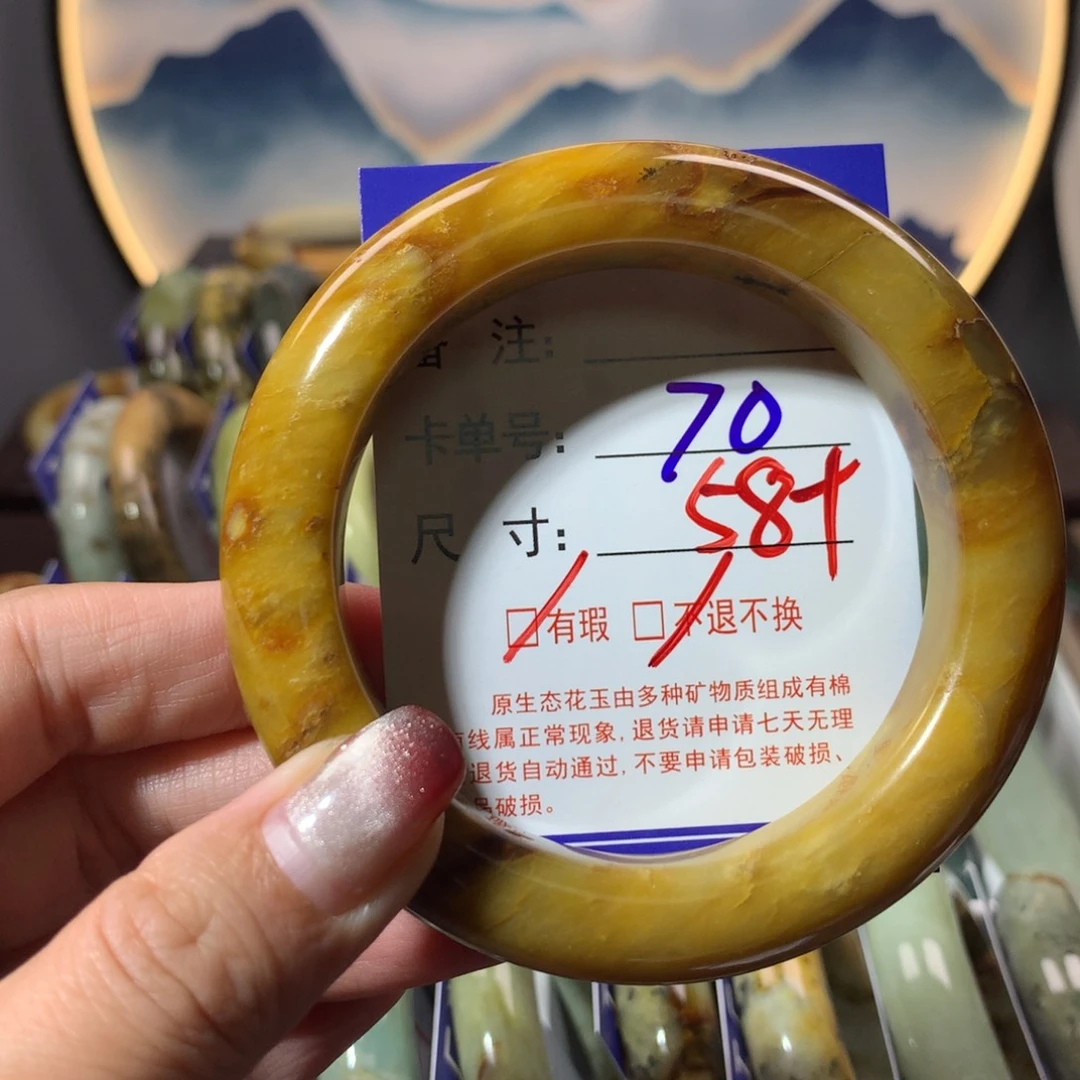 注: 
卡单号: 70
尺 寸: 58+
□有瑕 □不退不换
原生态花玉由多种矿物质组成有棉
线属正常现象,退货请申请七天无理
退货自动通过,不要申请包装破损、
破损。